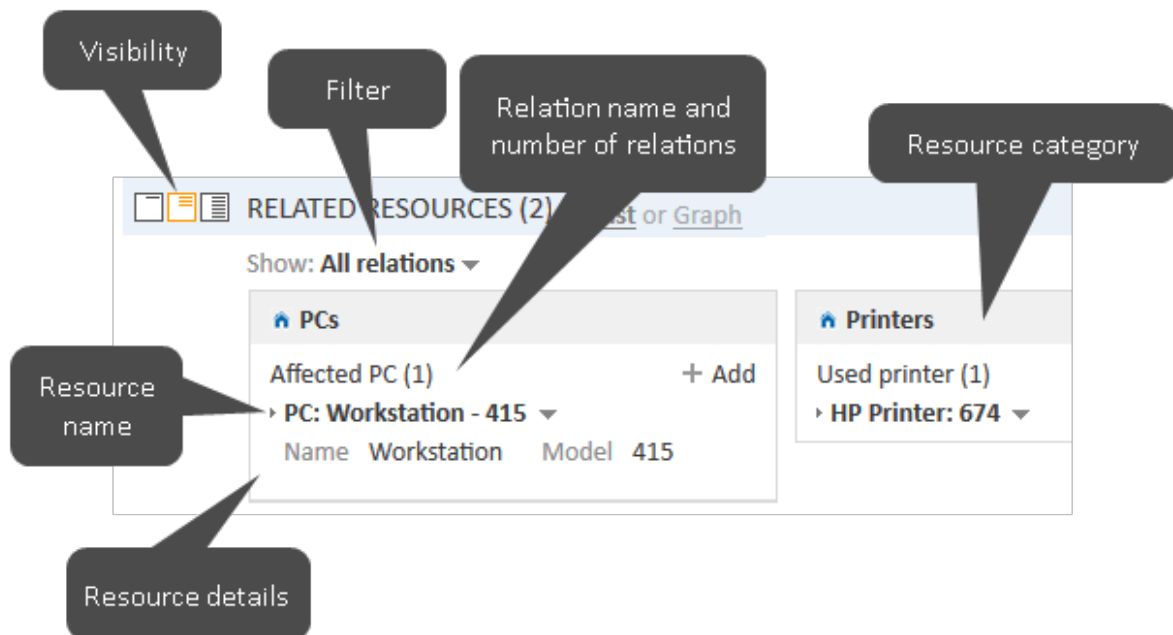 Visibility
Filter
Relation name and
number of relations
Resource category
RELATED RESOURCES (2)
or Graph
Show: All relations
PCs
Printers
Affected PC (1)
+ Add
Used printer (1)
Resource
name
PC: Workstation - 415
HP Printer: 674
Name Workstation Model 415
Resource details